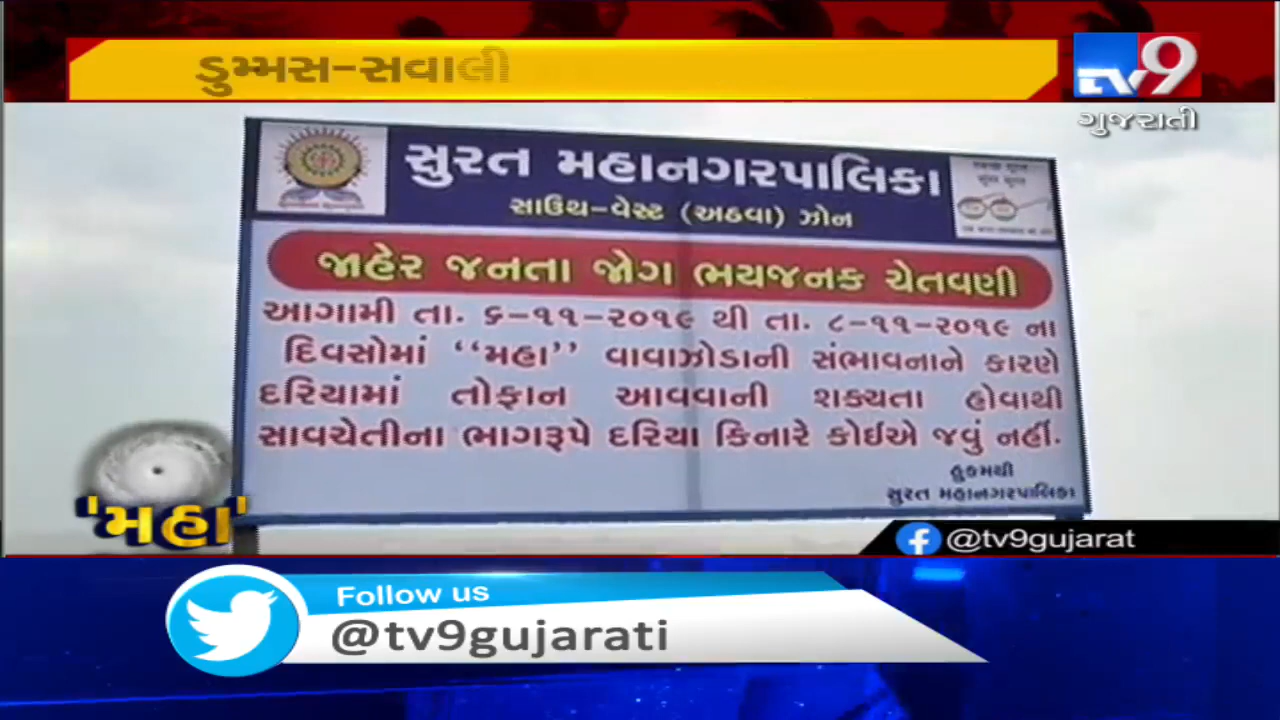 ડુમ્મસ-સવાલી
TV9
ગુજરાતી
સુરત મહાનગરપાલિકા
સાઉથ-વેસ્ટ (અઠવા) ઝોન
જાહેર જનતા જોગ ભયજનક ચેતવણી
આગામી તા. ૬-૧૧-૨૦૧૯ થી તા. ૮-૧૧-૨૦૧૯ ના
દિવસોમાં “મહા” વાવાઝોડાની સંભાવનાને કારણે
દરિયામાં તોફાન આવવાની શક્યતા હોવાથી
સાવચેતીના ભાગરૂપે દરિયા કિનારે કોઈએ જવું નહીં.
હુકમથી
સુરત મહાનગરપાલિકા
'મહા'
@tv9gujarat
Follow us
@tv9gujarati